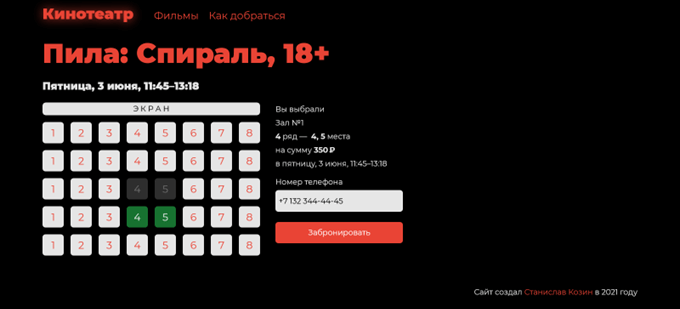 Кинотеатр Фильмы Как добраться
Пила: Спираль, 18+
Пятница, 3 июня, 11:45–13:18
ЭКРАН
1 2 3 4 5 6 7 8
1 2 3 4 5 6 7 8
1 2 3 4 5 6 7 8
1 2 3 4 5 6 7 8
1 2 3 4 5 6 7 8
Вы выбрали
Зал №1
4 ряд — 4, 5 места
на сумму 350 ₽
в пятницу, 3 июня, 11:45–13:18
Номер телефона
+7 132 344-44-45
Забронировать
Сайт создал Станислав Козин в 2021 году